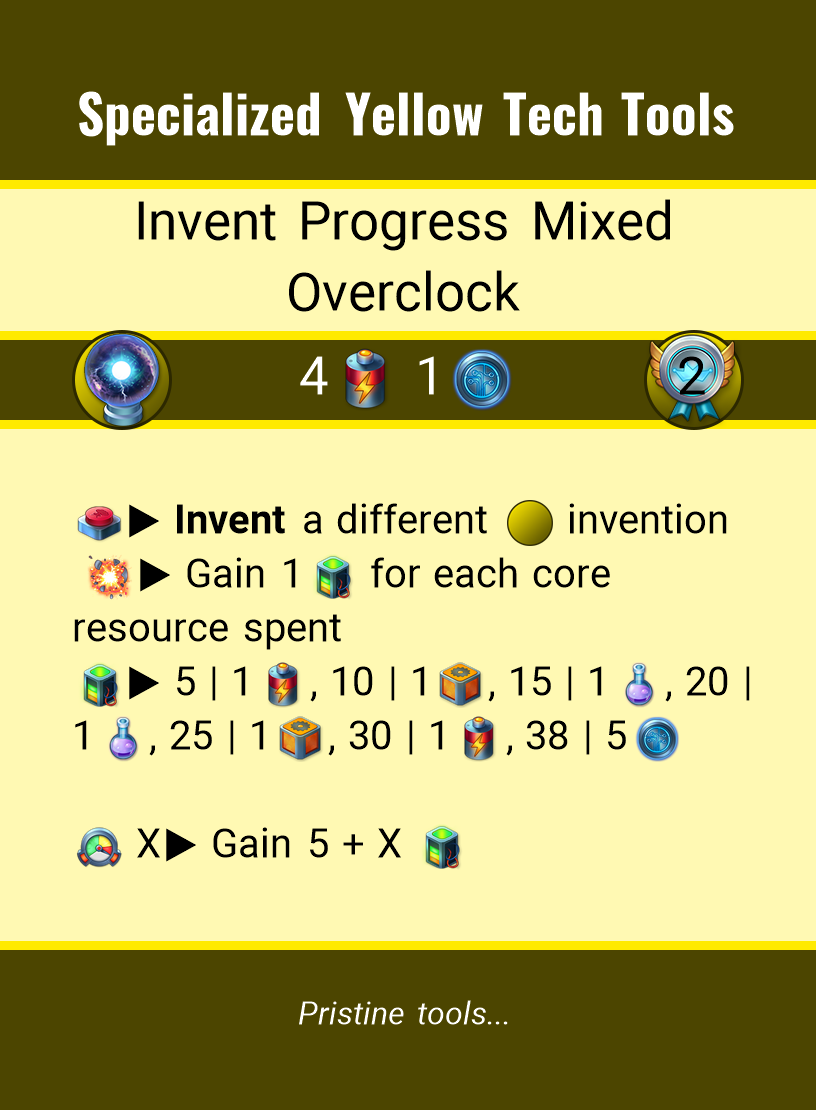 Specialized Yellow Tech Tools
Invent Progress Mixed
Overclock
4 1 2
▶ Invent a different invention
▶ Gain 1 for each core
resource spent
▶ 5 | 1 , 10 | 1 , 15 | 1 , 20 |
1 , 25 | 1 , 30 | 1 , 38 | 5
X▶ Gain 5 + X
Pristine tools...